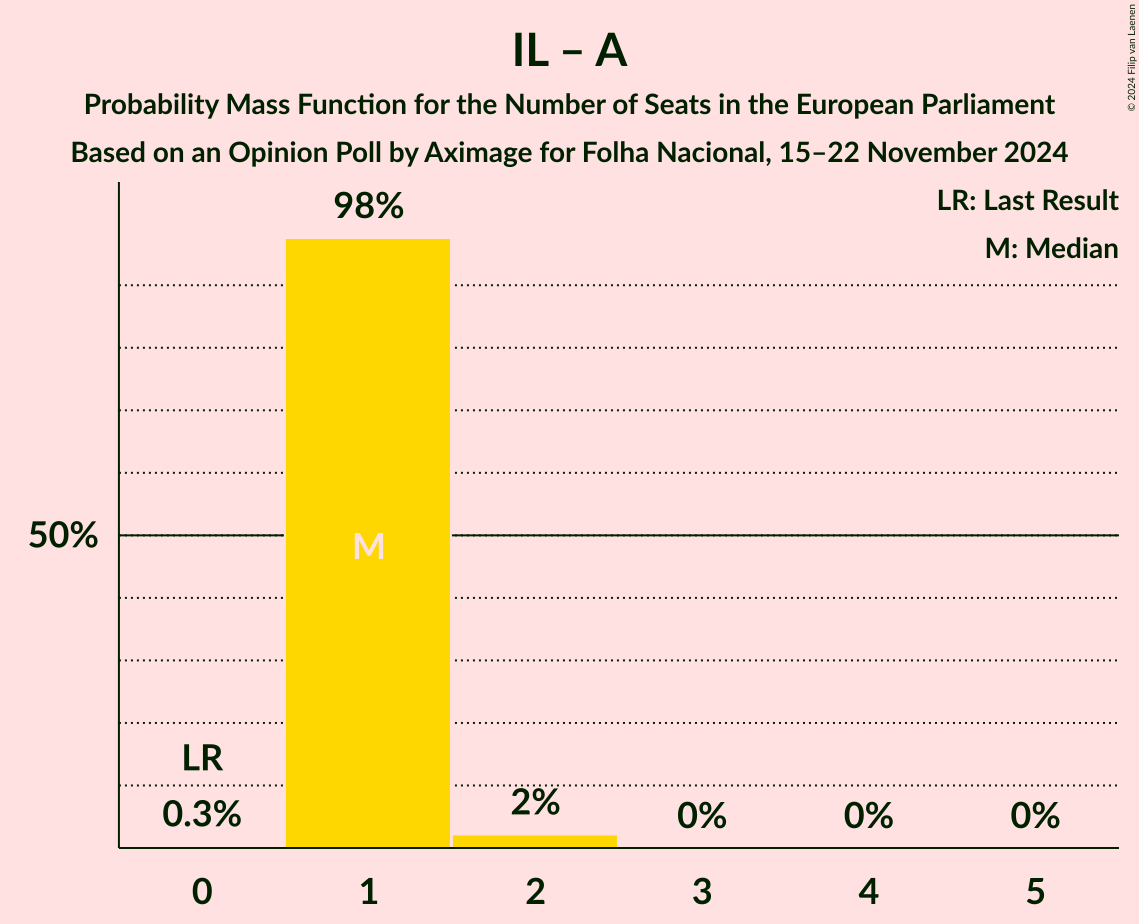 IL – A
Probability Mass Function for the Number of Seats in the European Parliament
Based on an Opinion Poll by Aximage for Folha Nacional, 15–22 November 2024
© 2024 Filip van Laenen
LR: Last Result
M: Median
98%
50%
M
LR
0.3%
2%
0%
0%
0%
0
1
2
3
4
5